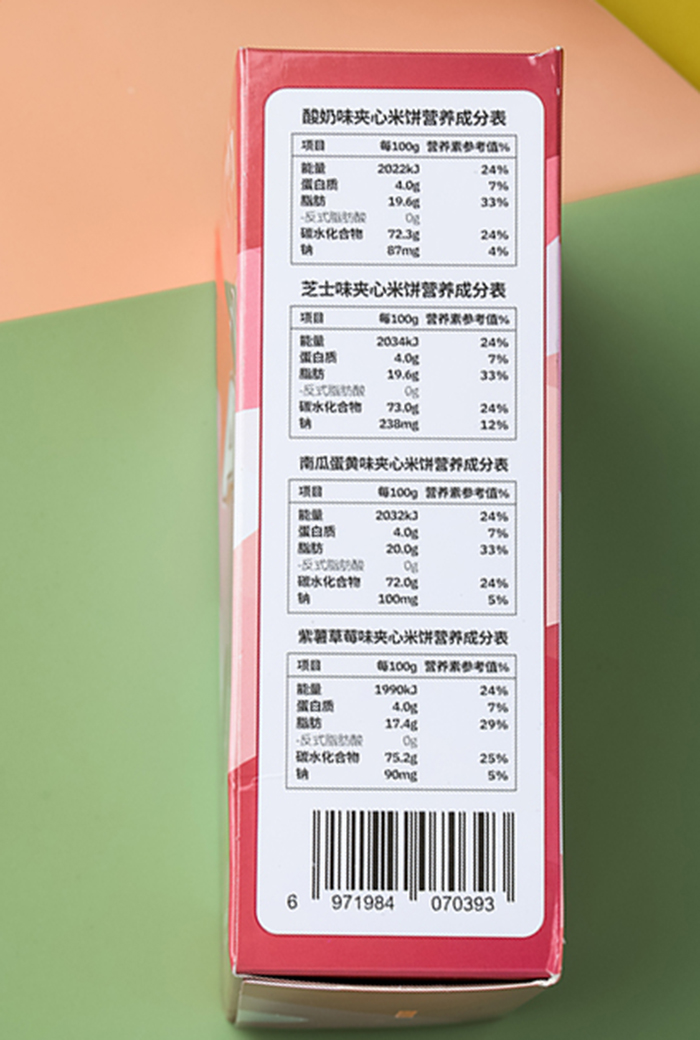 酸奶味夹心米饼营养成分表
项目 每100g 营养素参考值%
能量 2022kJ 24%
蛋白质 4.0g 7%
脂肪 19.6g 33%
-反式脂肪酸 0g
碳水化合物 72.3g 24%
钠 87mg 4%
芝士味夹心米饼营养成分表
项目 每100g 营养素参考值%
能量 2034kJ 24%
蛋白质 4.0g 7%
脂肪 19.6g 33%
-反式脂肪酸 0g
碳水化合物 73.0g 24%
钠 238mg 12%
南瓜蛋黄味夹心米饼营养成分表
项目 每100g 营养素参考值%
能量 2032kJ 24%
蛋白质 4.0g 7%
脂肪 20.0g 33%
-反式脂肪酸 0g
碳水化合物 72.0g 24%
钠 100mg 5%
紫薯草莓味夹心米饼营养成分表
项目 每100g 营养素参考值%
能量 1990kJ 24%
蛋白质 4.0g 7%
脂肪 17.4g 29%
-反式脂肪酸 0g
碳水化合物 75.2g 25%
钠 90mg 5%
6 971984 070393